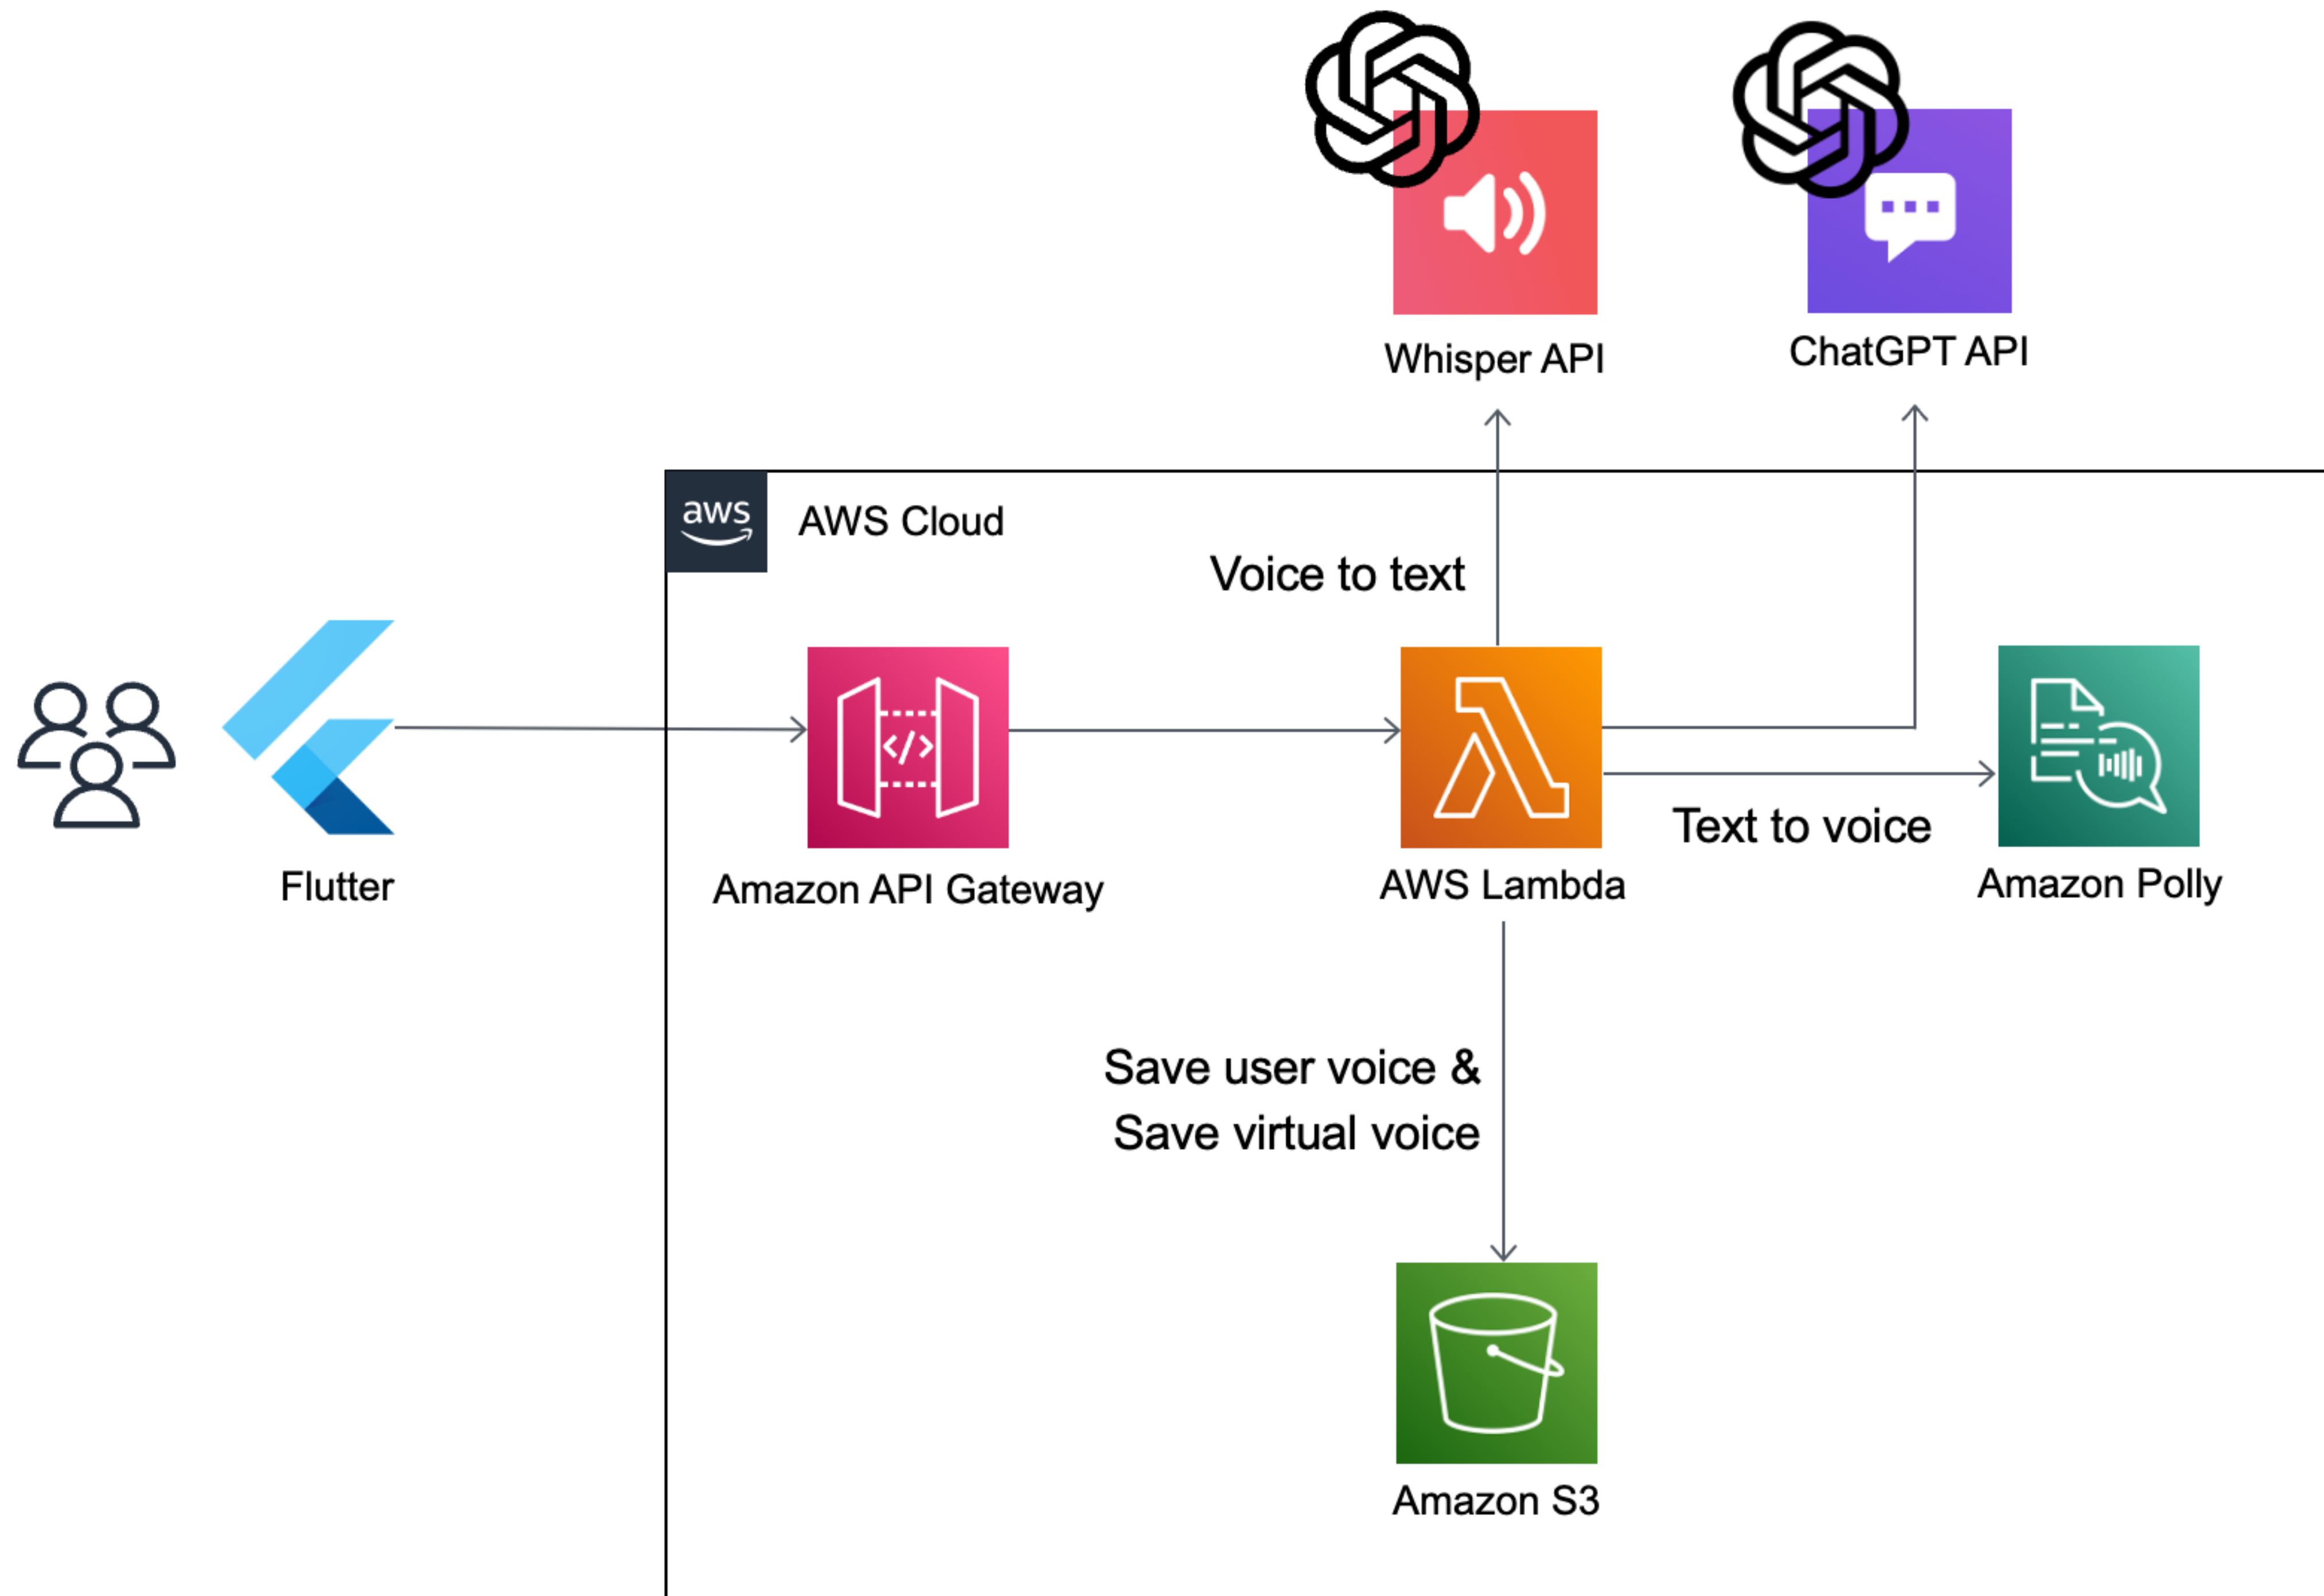 Whisper API
ChatGPT API
aws
AWS Cloud
Voice to text
</>
Flutter
Amazon API Gateway
AWS Lambda
Text to voice
Amazon Polly
Save user voice &
Save virtual voice
Amazon S3